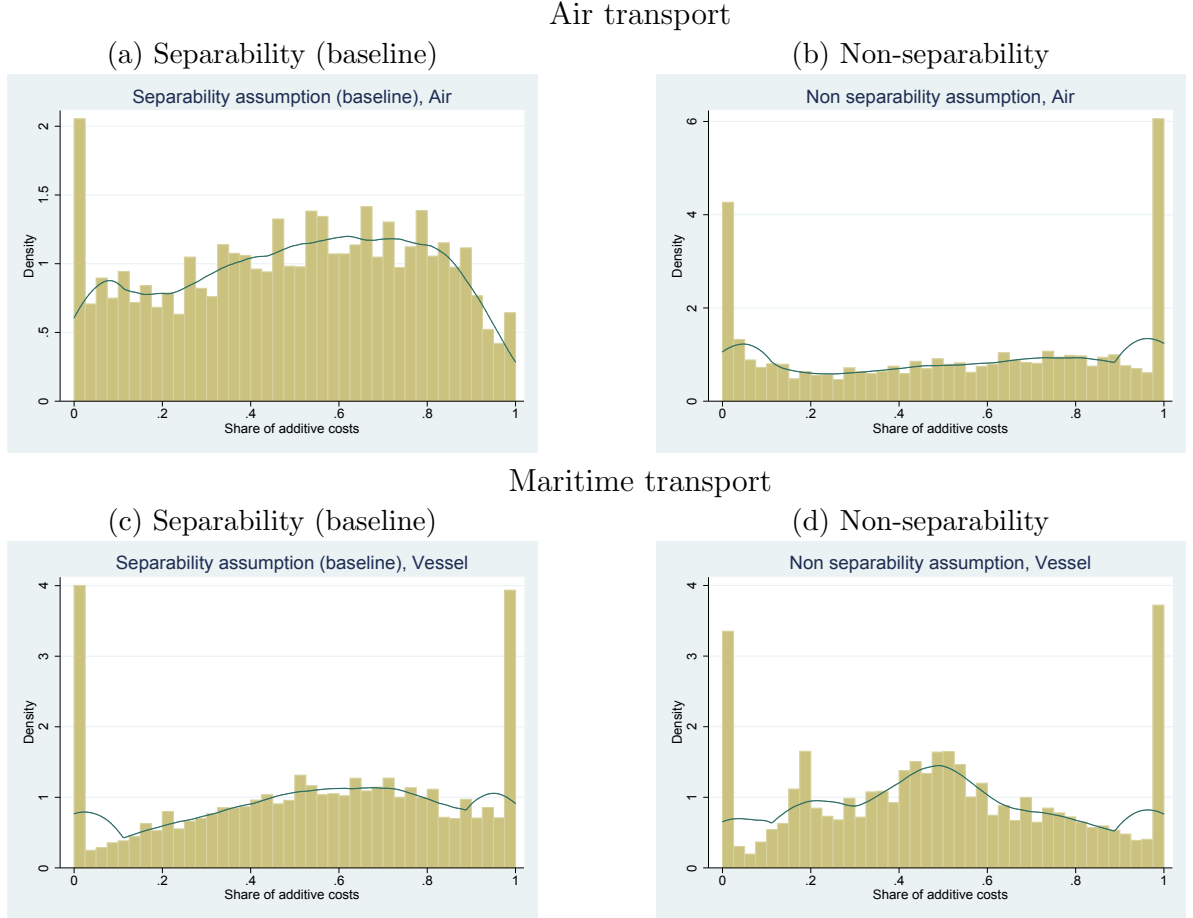 Air transport
(a) Separability (baseline)
(b) Non-separability
Separability assumption (baseline), Air
Density
0 .5 1 1.5 2
0 .2 .4 .6 .8 1
Share of additive costs
Non separability assumption, Air
Density
0 2 4 6
0 .2 .4 .6 .8 1
Share of additive costs
Maritime transport
(c) Separability (baseline)
(d) Non-separability
Separability assumption (baseline), Vessel
Density
0 1 2 3 4
0 .2 .4 .6 .8 1
Share of additive costs
Non separability assumption, Vessel
Density
0 1 2 3 4
0 .2 .4 .6 .8 1
Share of additive costs